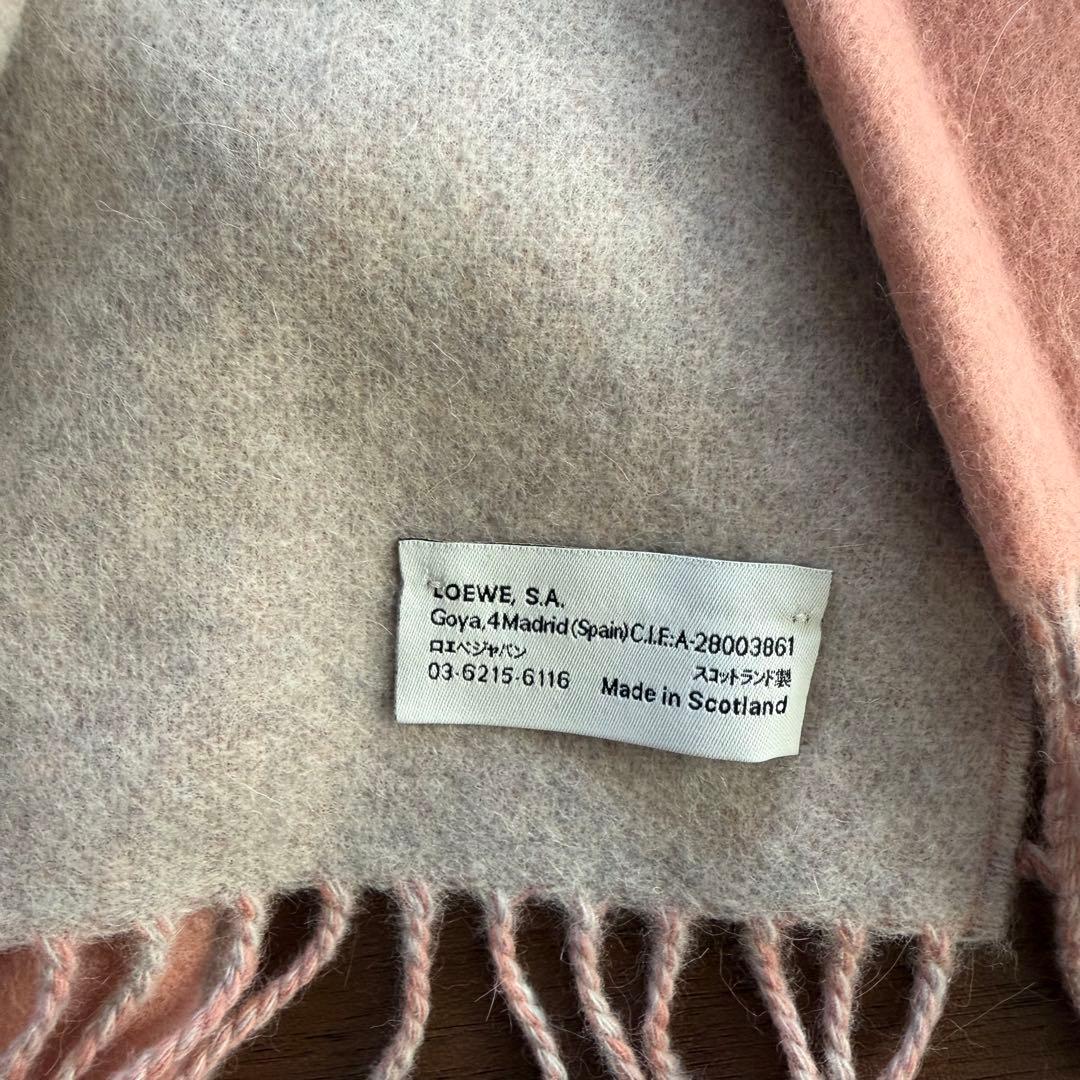 LOEWE, S.A.
Goya, 4 Madrid (Spain) C.I.F.: A-28003861
ロエベジャパン
03-6215-6116
スコットランド製
Made in Scotland